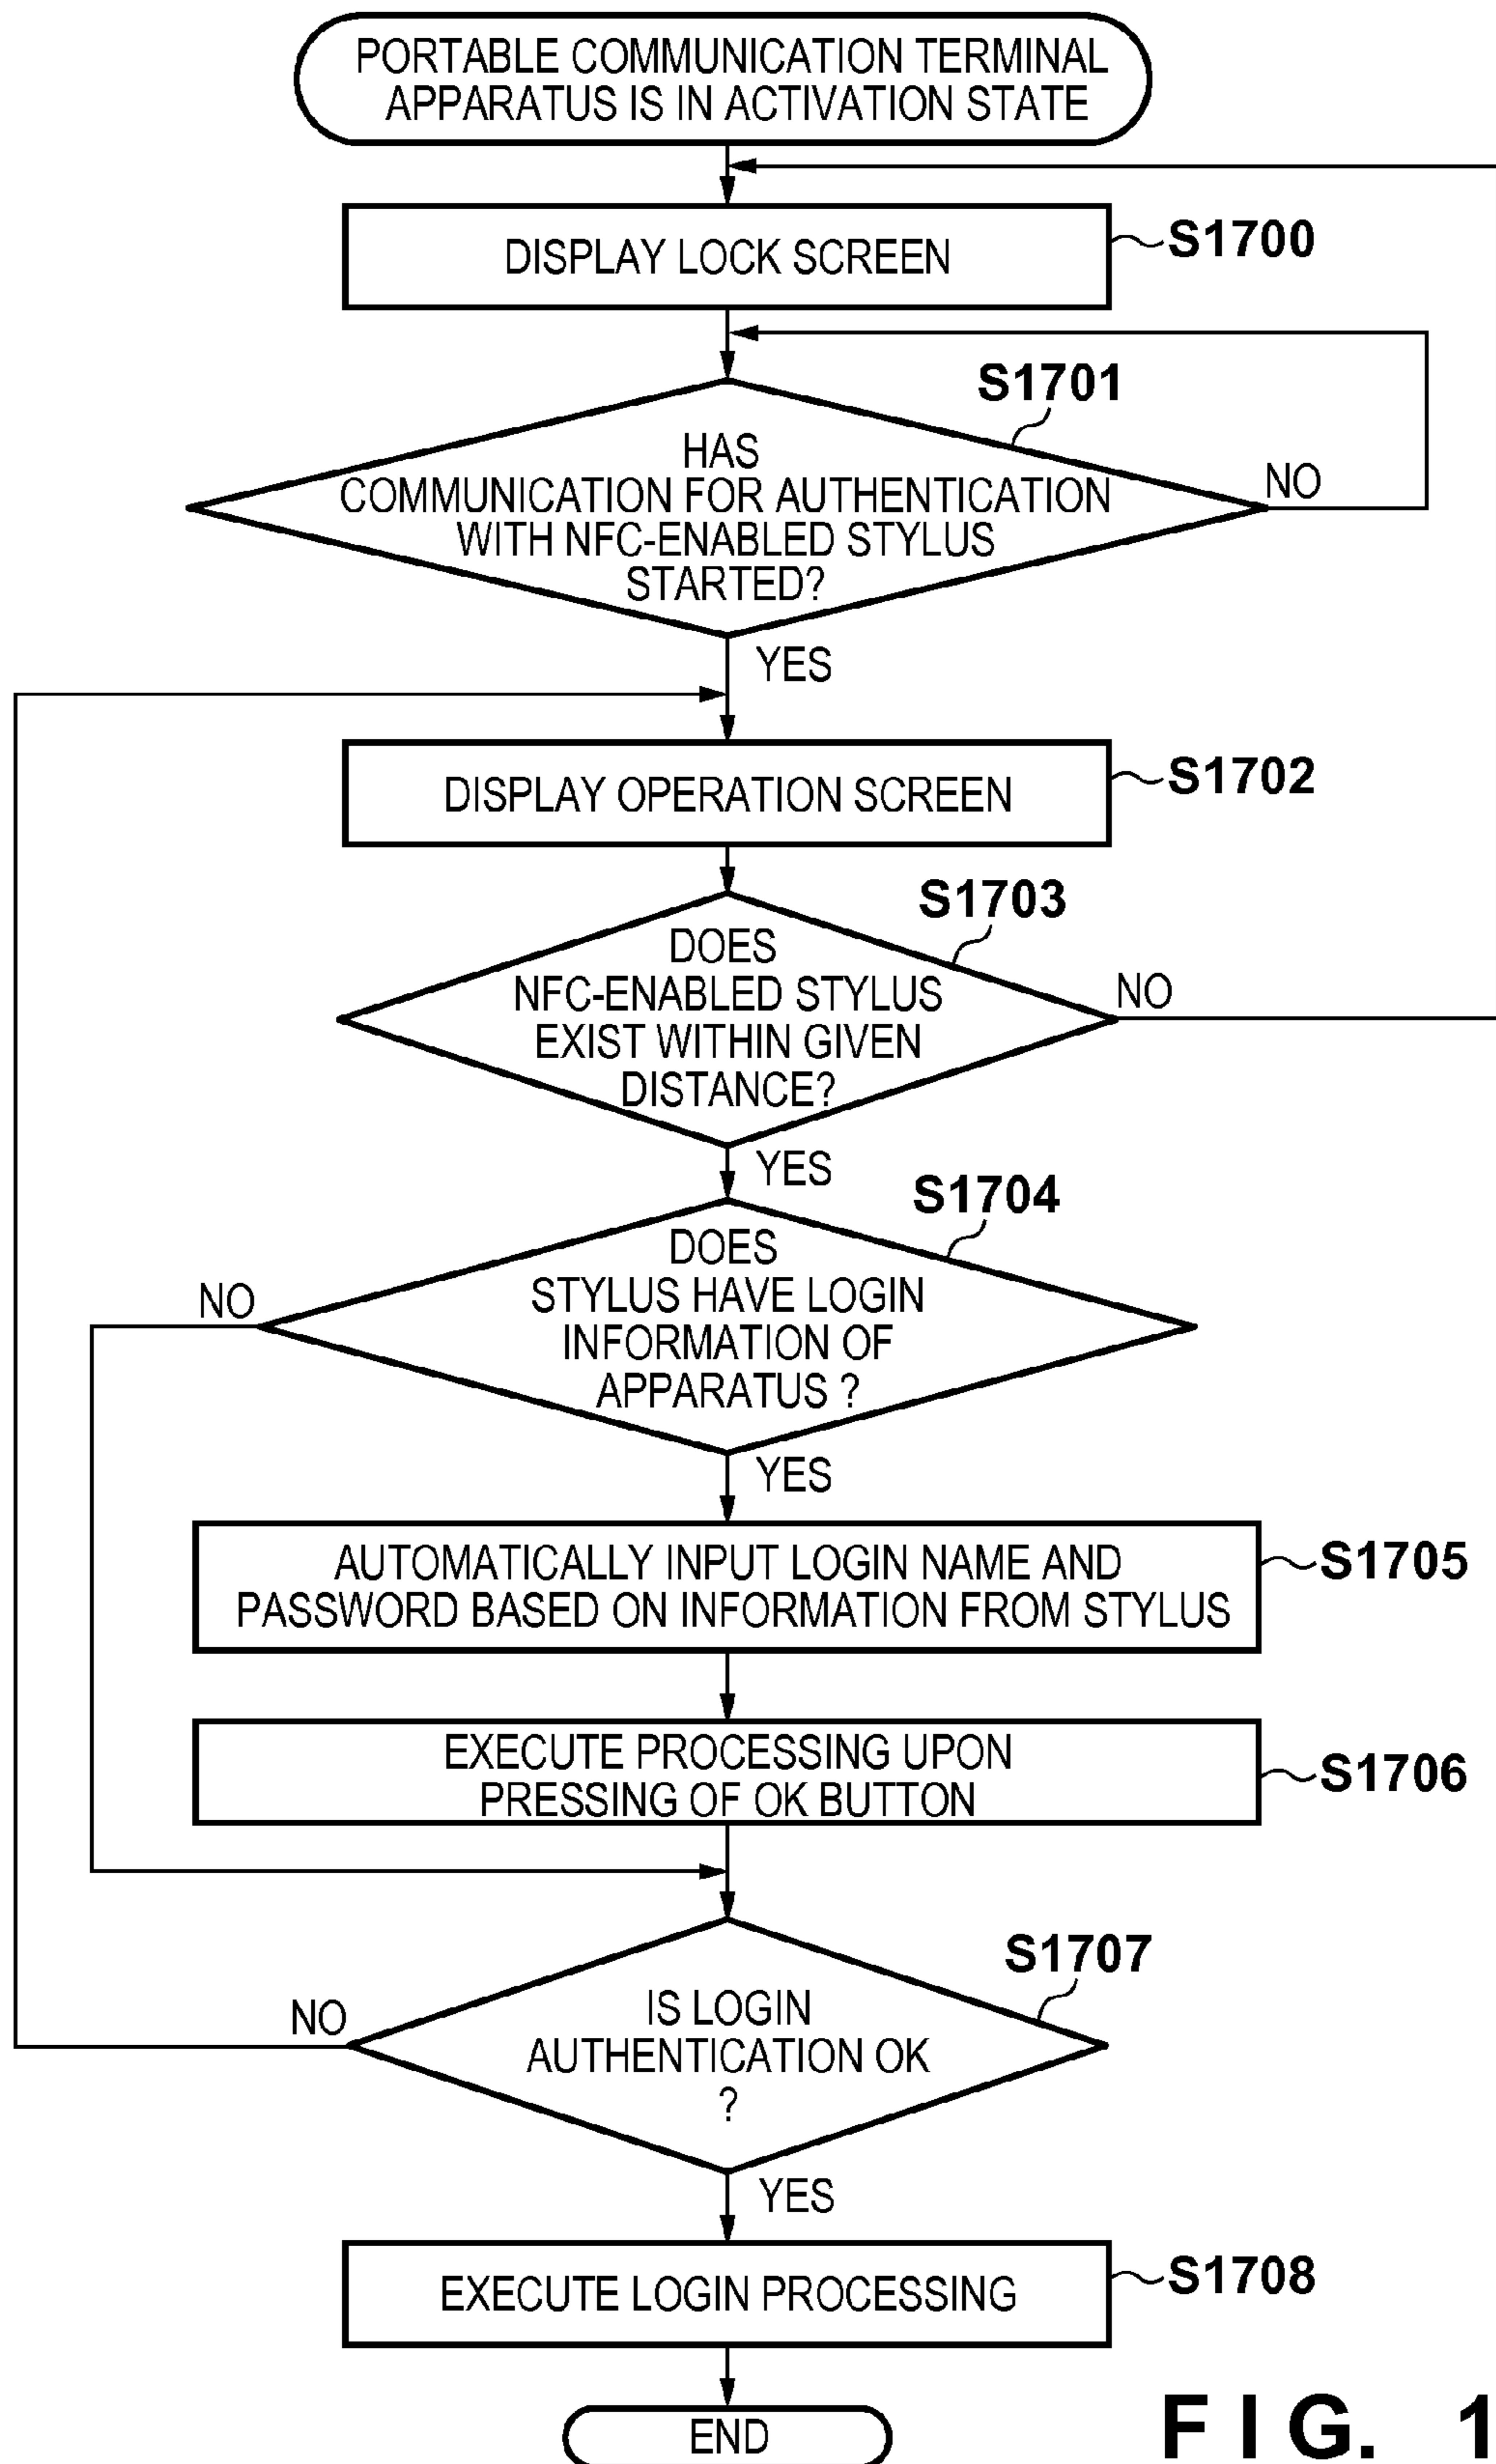 PORTABLE COMMUNICATION TERMINAL
APPARATUS IS IN ACTIVATION STATE
DISPLAY LOCK SCREEN
S1700
S1701
HAS
COMMUNICATION FOR AUTHENTICATION
WITH NFC-ENABLED STYLUS
STARTED?
NO
YES
DISPLAY OPERATION SCREEN
S1702
S1703
DOES
NFC-ENABLED STYLUS
EXIST WITHIN GIVEN
DISTANCE?
NO
YES
S1704
DOES
STYLUS HAVE LOGIN
INFORMATION OF
APPARATUS ?
NO
YES
AUTOMATICALLY INPUT LOGIN NAME AND
PASSWORD BASED ON INFORMATION FROM STYLUS
S1705
EXECUTE PROCESSING UPON
PRESSING OF OK BUTTON
S1706
S1707
IS LOGIN
AUTHENTICATION OK
?
NO
YES
EXECUTE LOGIN PROCESSING
S1708
END
FIG. 1